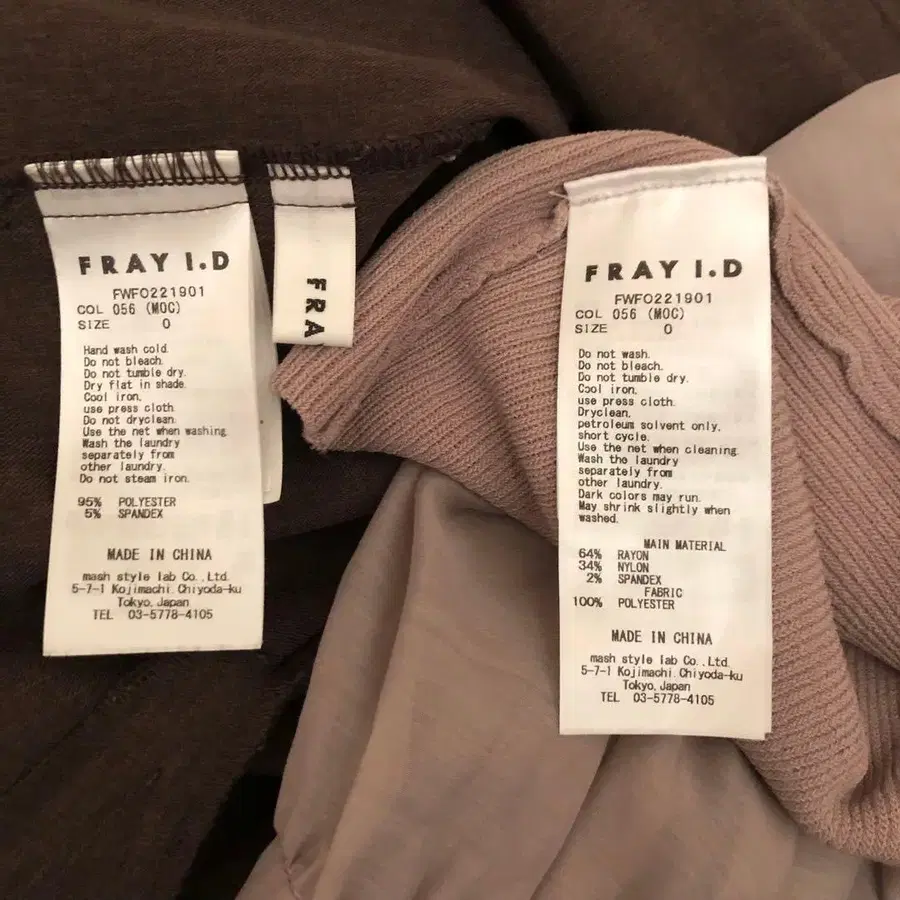 FRAY I.D
FWFO221901
COL 056 (MOC)
SIZE 0
Hand wash cold.
Do not bleach.
Do not tumble dry.
Dry flat in shade.
Cool iron,
use press cloth.
Do not dryclean.
Use the net when washing.
Wash the laundry
separately from
other laundry.
Do not steam iron.
95% POLYESTER
5% SPANDEX
MADE IN CHINA
mash style lab Co.,Ltd.
5-7-1 Kojimachi.Chiyoda-ku
Tokyo.Japan
TEL 03-5778-4105
FRA
FRAY I.D
FWFO221901
COL 056 (MOC)
SIZE 0
Do not wash.
Do not bleach.
Do not tumble dry.
Cool iron,
use press cloth.
Dryclean,
petroleum solvent only,
short cycle.
Use the net when cleaning.
Wash the laundry
separately from
other laundry.
Dark colors may run.
May shrink slightly when
washed.
MAIN MATERIAL
64% RAYON
34% NYLON
2% SPANDEX
FABRIC
100% POLYESTER
MADE IN CHINA
mash style lab Co.,Ltd.
5-7-1 Kojimachi.Chiyoda-ku
Tokyo.Japan
TEL 03-5778-4105